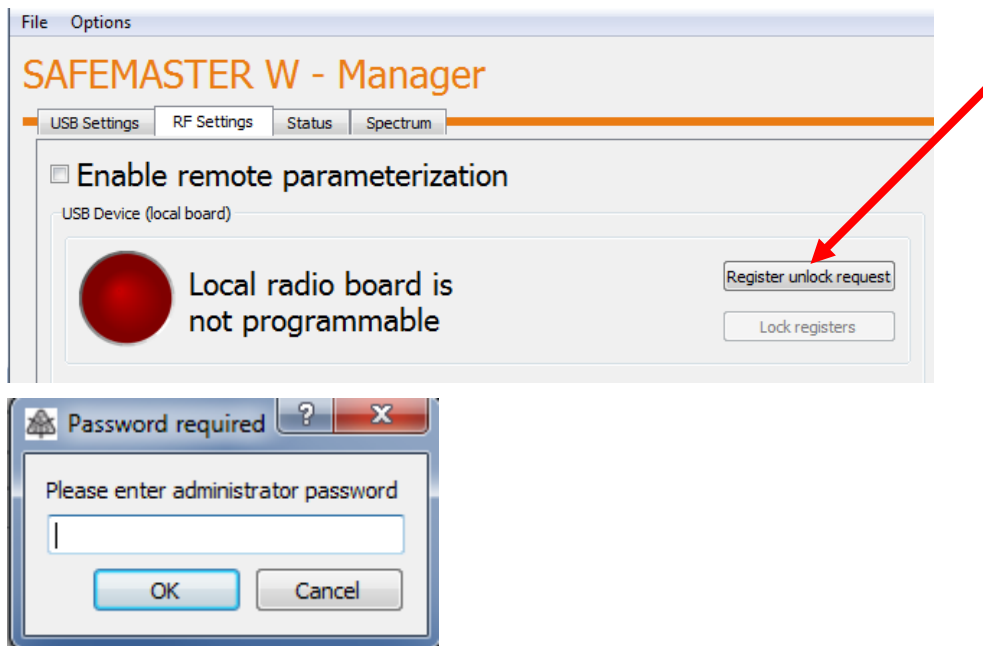 File Options
SAFEMASTER W - Manager
USB Settings RF Settings Status Spectrum
Enable remote parameterization
USB Device (local board)
Local radio board is
not programmable
Register unlock request
Lock registers
Password required
Please enter administrator password
OK Cancel